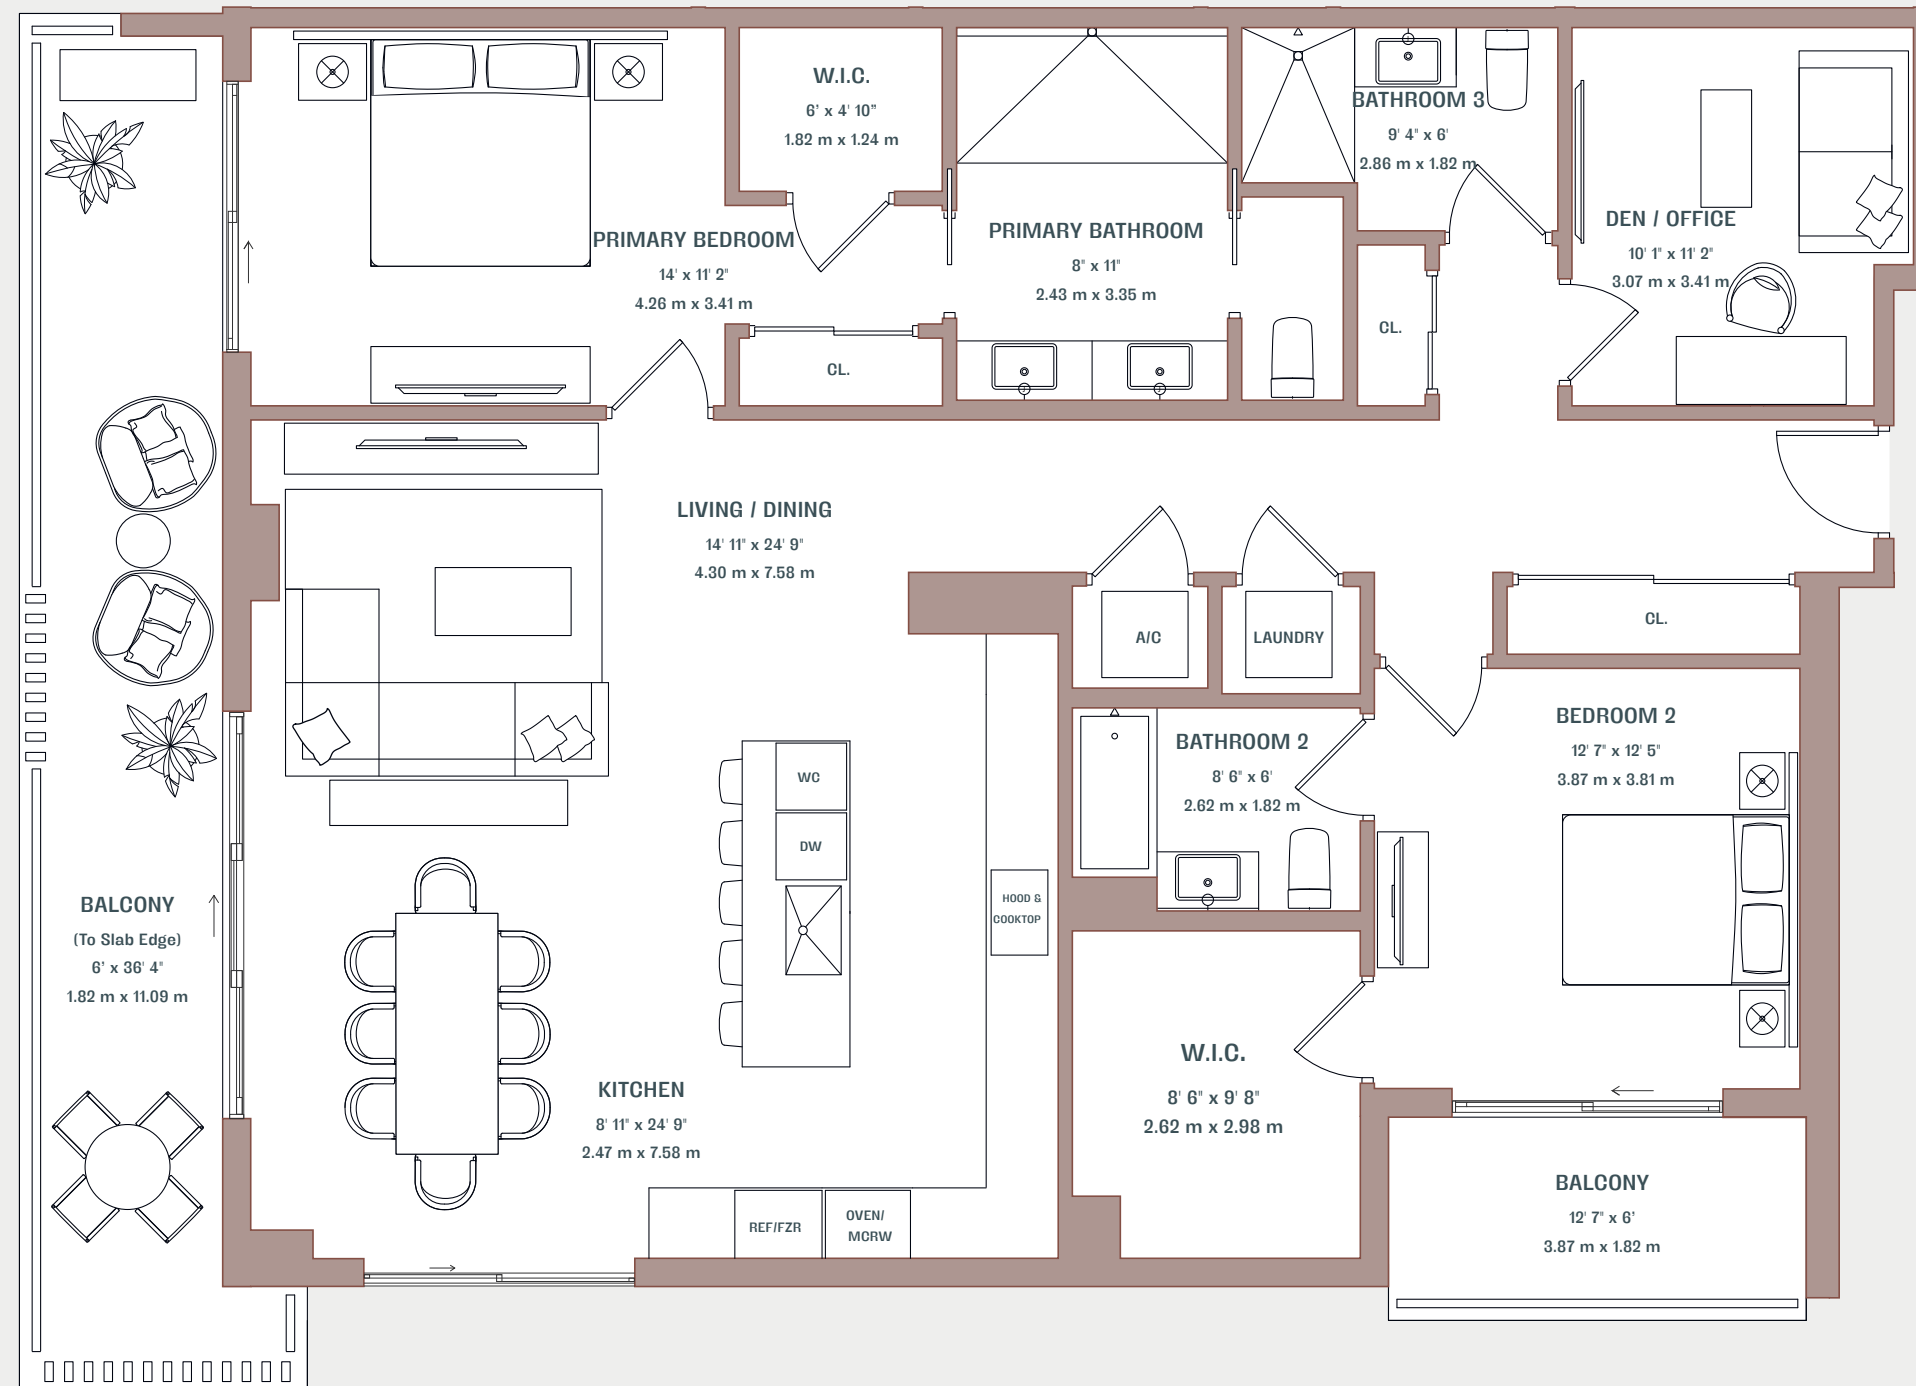 W.I.C.
6’ x 4' 10”
1.82 m x 1.24 m
BATHROOM 3
9' 4" x 6'
2.86 m x 1.82 m
PRIMARY BEDROOM
14' x 11' 2"
4.26 m x 3.41 m
PRIMARY BATHROOM
8" x 11"
2.43 m x 3.35 m
DEN / OFFICE
10' 1" x 11' 2"
3.07 m x 3.41 m
CL.
CL.
LIVING / DINING
14' 11" x 24' 9"
4.30 m x 7.58 m
A/C
LAUNDRY
CL.
BATHROOM 2
8' 6" x 6'
2.62 m x 1.82 m
BEDROOM 2
12' 7" x 12' 5"
3.87 m x 3.81 m
WC
DW
HOOD &
COOKTOP
BALCONY
(To Slab Edge)
6’ x 36' 4"
1.82 m x 11.09 m
KITCHEN
8' 11" x 24' 9"
2.47 m x 7.58 m
W.I.C.
8' 6" x 9' 8"
2.62 m x 2.98 m
REF/FZR
OVEN/
MCRW
BALCONY
12' 7" x 6’
3.87 m x 1.82 m